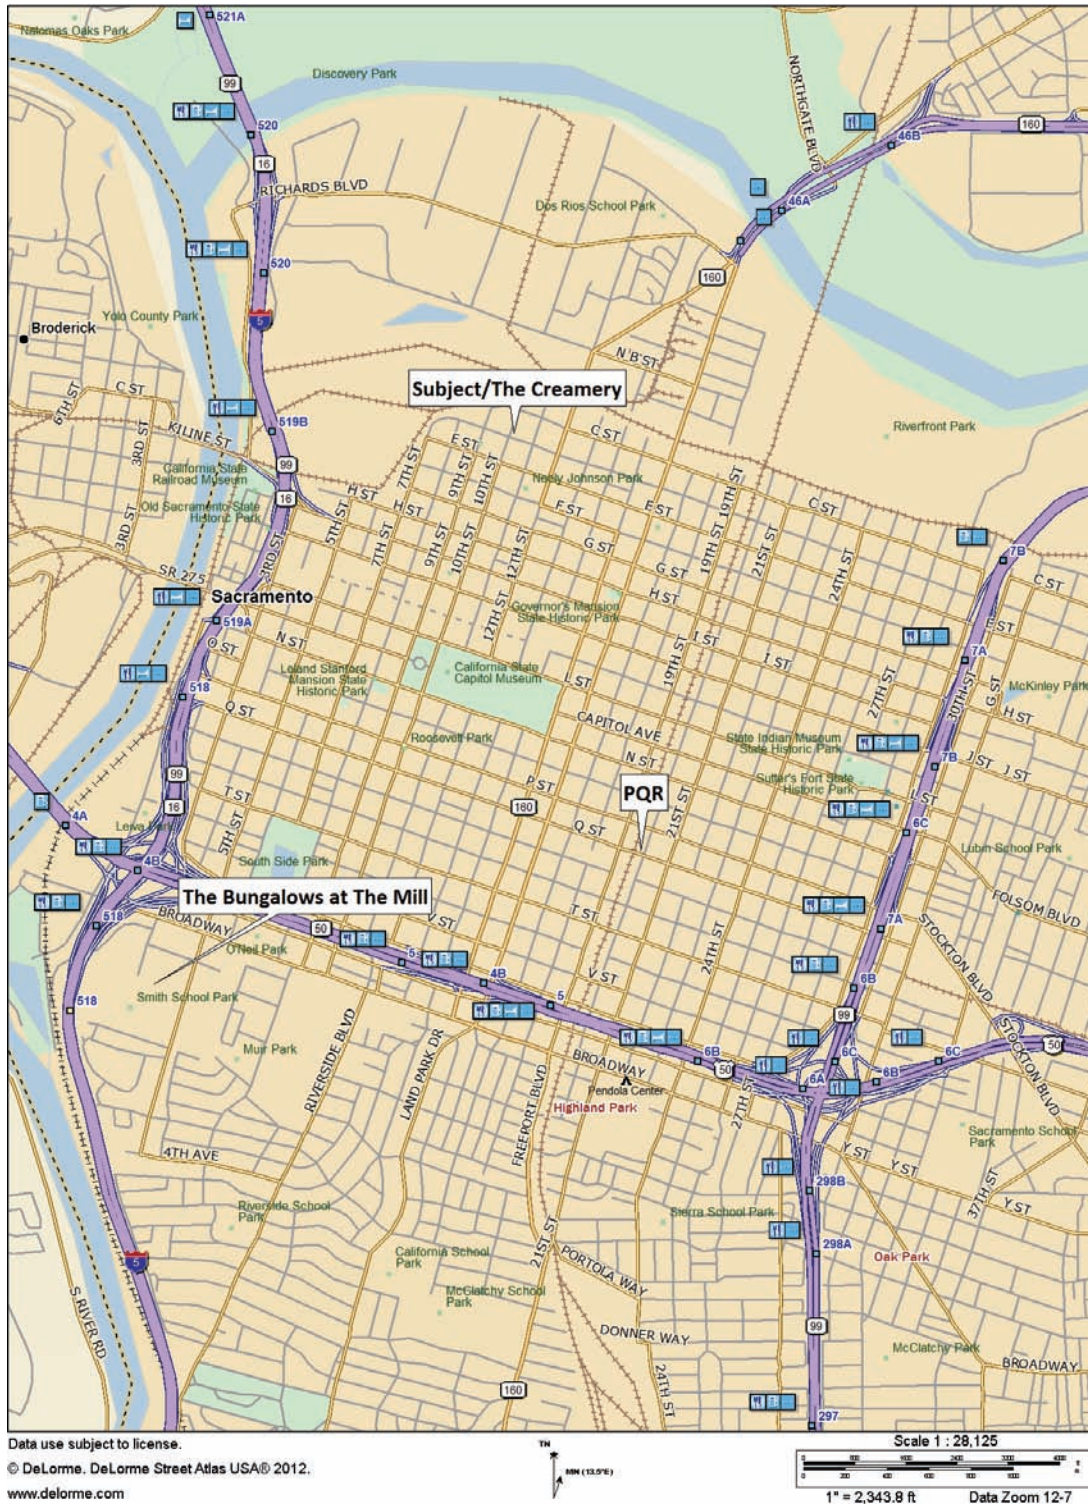 521A
Natomas Oaks Park
Discovery Park
99
NORTHGATE BLVD
520
46B
160
16
RICHARDS BLVD
Dos Rios School Park
46A
520
160
Yolo County Park
5
Broderick
N B ST
6TH ST
C ST
Subject/The Creamery
519B
KILINE ST
3RD ST
C ST
Riverfront Park
E ST
7TH ST
9TH ST
10TH ST
California State
Railroad Museum
99
Neely Johnson Park
19TH ST
19TH ST
C ST
16
H ST
H ST
F ST
E ST
Old Sacramento State
Historic Park
3RD ST
5TH ST
7TH ST
9TH ST
10TH ST
12TH ST
G ST
19TH ST
21ST ST
24TH ST
7B
3RD ST
G ST
C ST
SR 275
H ST
Sacramento
12TH ST
Governor's Mansion
State Historic Park
519A
E ST
O ST
N ST
I ST
I ST
Leland Stanford
Mansion State
Historic Park
California State
Capitol Museum
L ST
19TH ST
27TH ST
7A
30TH ST
G ST
McKinley Park
518
Q ST
CAPITOL AVE
H ST
Roosevelt Park
N ST
State Indian Museum
State Historic Park
7B
J ST
J ST
99
P ST
Sutter's Fort State
Historic Park
PQR
L ST
16
T ST
160
21ST ST
4A
Leiva Park
5TH ST
Q ST
6C
4B
South Side Park
Lubin School Park
The Bungalows at The Mill
FOLSOM BLVD
518
BROADWAY
V ST
T ST
50
7A
STOCKTON BLVD
O'Neil Park
24TH ST
5
4B
V ST
Smith School Park
6B
518
5
99
STOCKTON BLVD
Muir Park
RIVERSIDE BLVD
LAND PARK DR
BROADWAY
6B
50
6C
6C
50
FREEPORT BLVD
Pendola Center
6A
6B
Highland Park
27TH ST
4TH AVE
Y ST
Y ST
Sacramento School
Park
298B
37TH ST
Y ST
Riverside School
Park
Sierra School Park
21ST ST
298A
California School
Park
PORTOLA WAY
Oak Park
5
McClatchy School
Park
S RIVER RD
DONNER WAY
99
McClatchy Park
BROADWAY
160
24TH ST
297
Data use subject to license.
© DeLorme. DeLorme Street Atlas USA® 2012.
www.delorme.com
TN
MN (13.5°E)
Scale 1 : 28,125
1" = 2,343.8 ft
Data Zoom 12-7